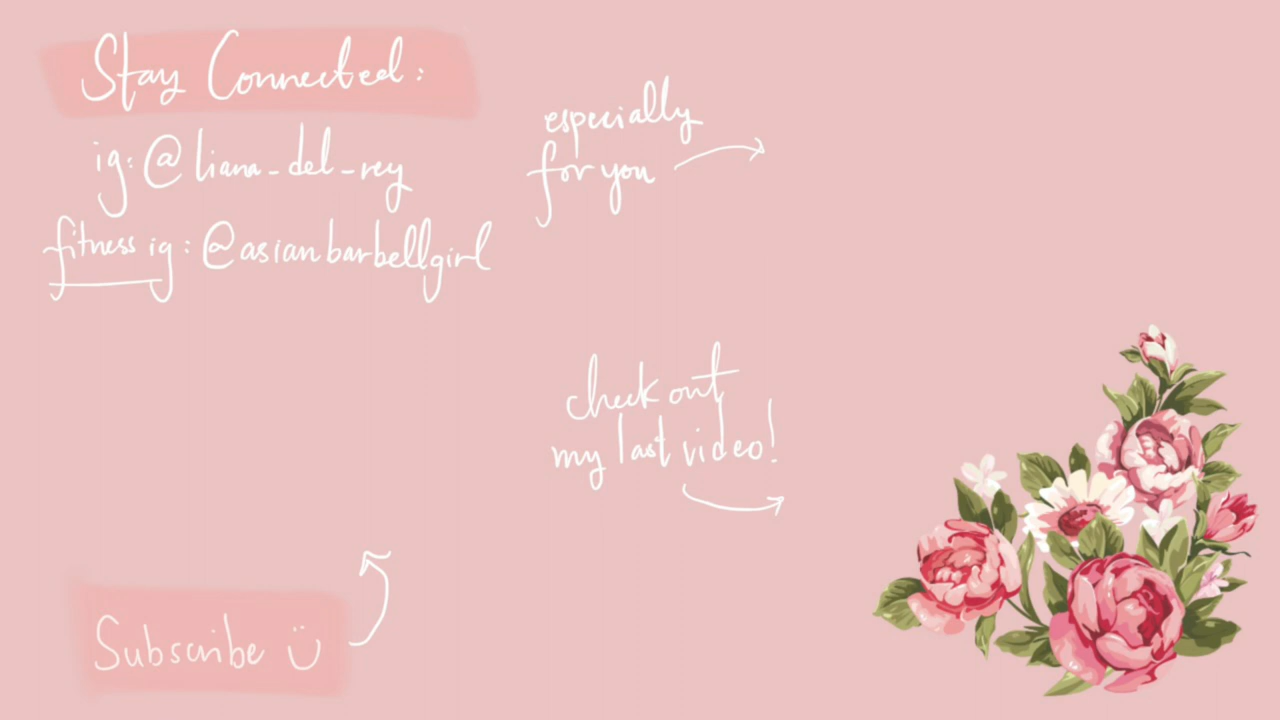 Stay Connected:
ig: @liana_del_rey
fitness ig: @asianbarbellgirl
especially
for you
check out
my last video!
Subscribe ü